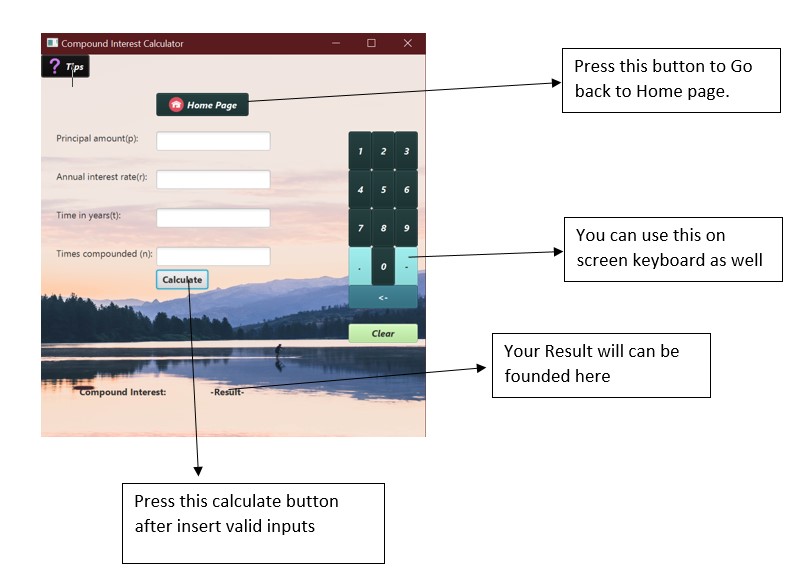 Compound Interest Calculator
? Tips
Home Page
Press this button to Go
back to Home page.
Principal amount(p):
Annual interest rate(r):
Time in years(t):
Times compounded (n):
Calculate
1 2 3
4 5 6
7 8 9
. 0 -
<-
Clear
You can use this on
screen keyboard as well
Compound Interest:
-Result-
Your Result will can be
founded here
Press this calculate button
after insert valid inputs